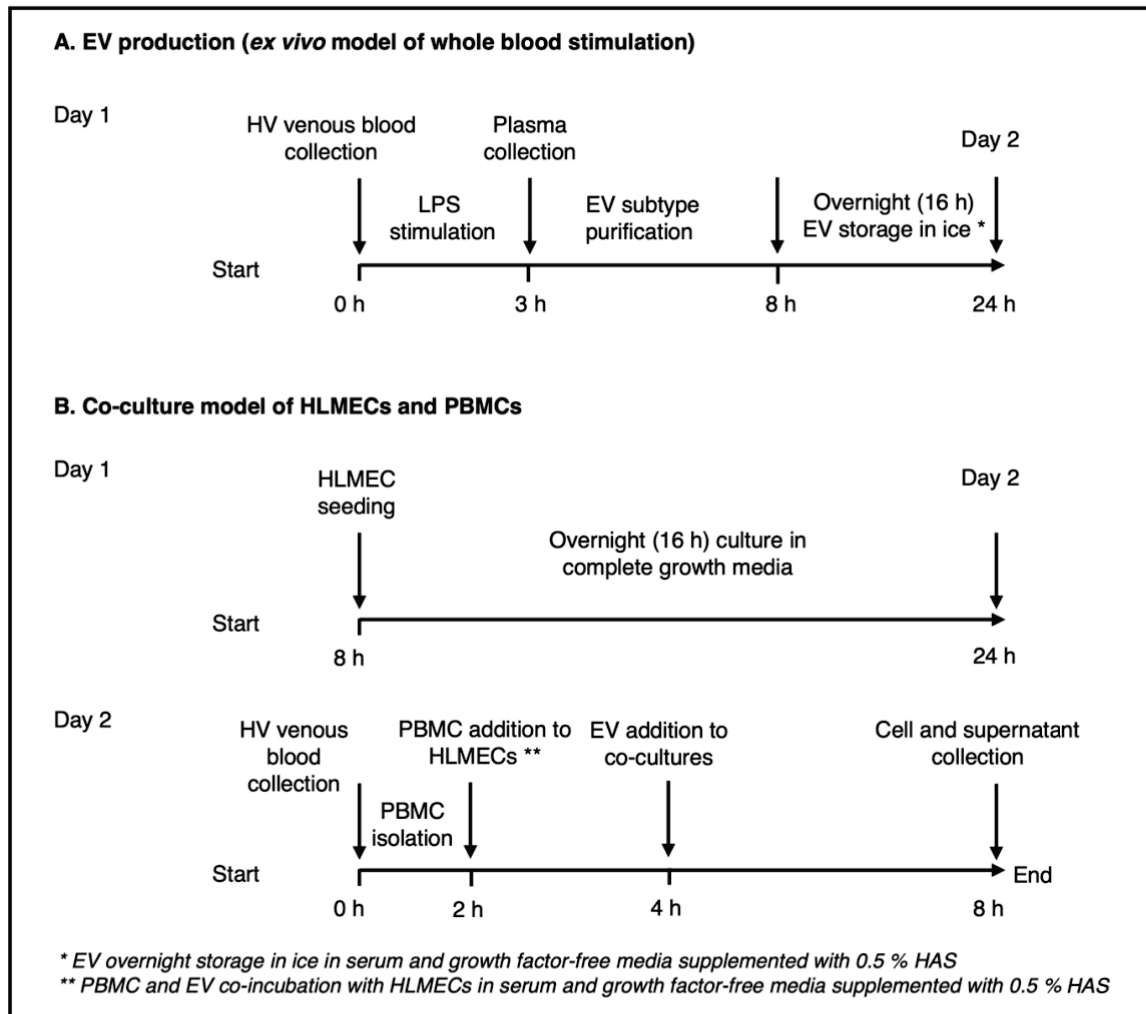 A. EV production (ex vivo model of whole blood stimulation)
Day 1
HV venous blood
collection
Plasma
collection
Day 2
LPS
stimulation
EV subtype
purification
Overnight (16 h)
EV storage in ice *
Start
0 h
3 h
8 h
24 h
B. Co-culture model of HLMECs and PBMCs
Day 1
HLMEC
seeding
Day 2
Overnight (16 h) culture in
complete growth media
Start
8 h
24 h
Day 2
HV venous
blood
collection
PBMC addition to
HLMECs **
EV addition to
co-cultures
Cell and supernatant
collection
PBMC
isolation
Start
End
0 h
2 h
4 h
8 h
* EV overnight storage in ice in serum and growth factor-free media supplemented with 0.5 % HAS
** PBMC and EV co-incubation with HLMECs in serum and growth factor-free media supplemented with 0.5 % HAS